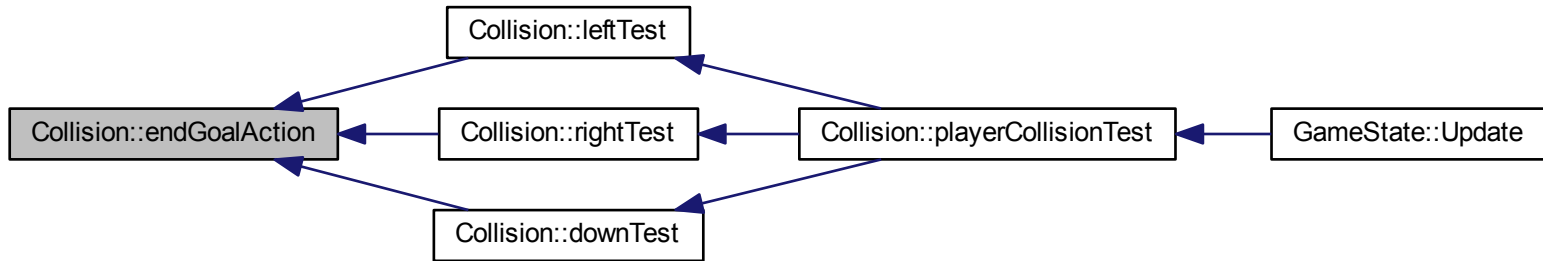 Collision::leftTest
Collision::endGoalAction
Collision::rightTest
Collision::playerCollisionTest
GameState::Update
Collision::downTest